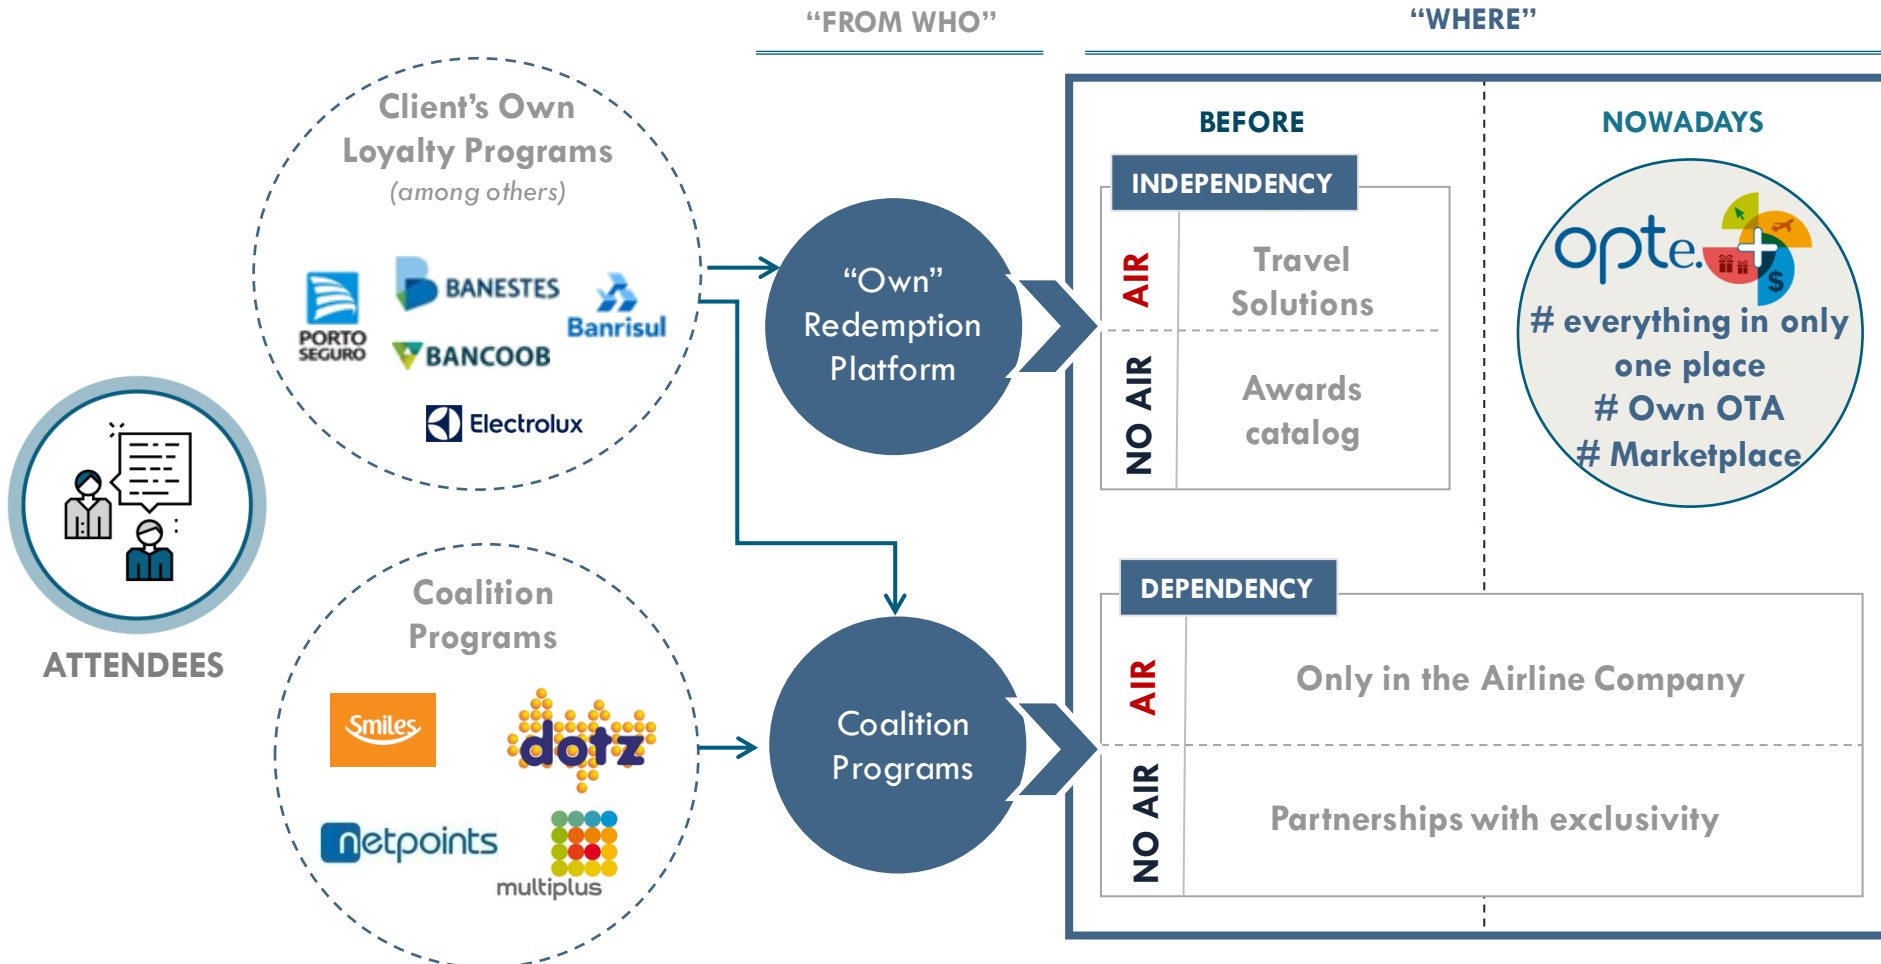 “FROM WHO”
“WHERE”
Client’s Own
Loyalty Programs
(among others)
PORTO
SEGURO
BANESTES
Banrisul
BANCOOB
Electrolux
ATTENDEES
Coalition
Programs
Smiles
dotz
netpoints
multiplus
“Own”
Redemption
Platform
Coalition
Programs
BEFORE
NOWADAYS
INDEPENDENCY
AIR
Travel
Solutions
NO AIR
Awards
catalog
opte.+
$
# everything in only
one place
# Own OTA
# Marketplace
DEPENDENCY
AIR
Only in the Airline Company
NO AIR
Partnerships with exclusivity